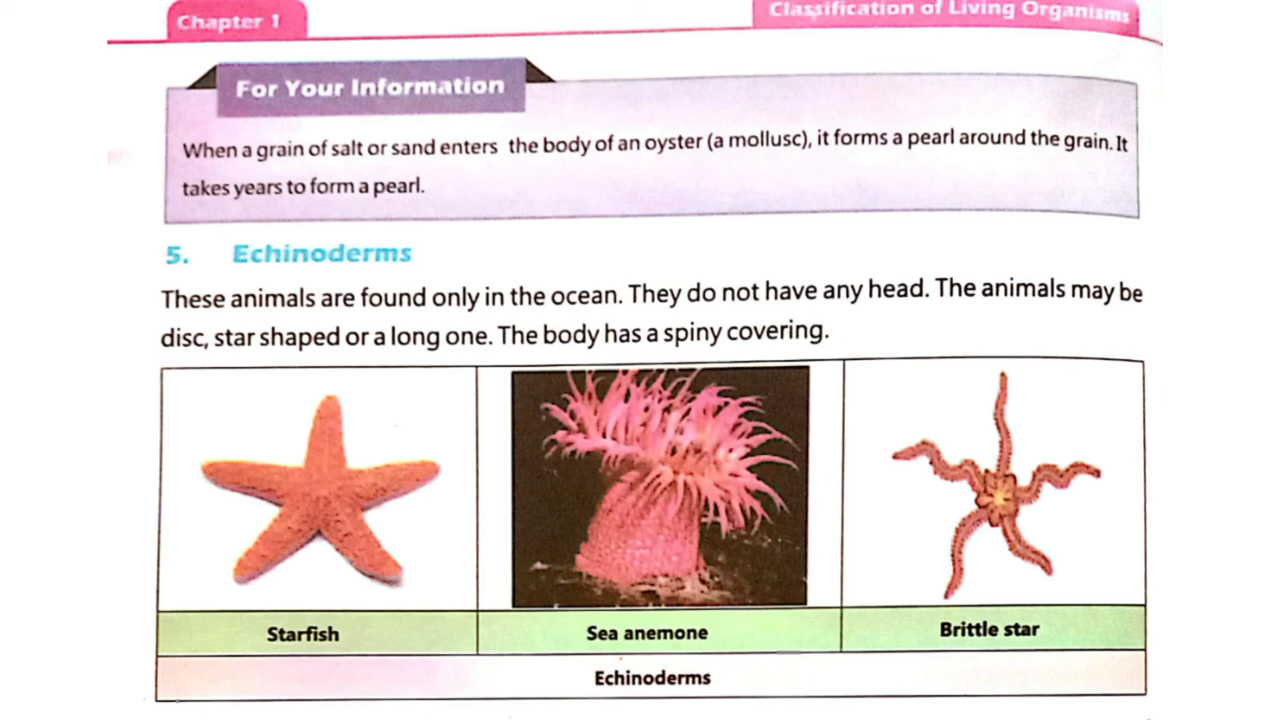 Chapter 1
Classification of Living Organisms
For Your Information
When a grain of salt or sand enters the body of an oyster (a mollusc), it forms a pearl around the grain. It
takes years to form a pearl.
5. Echinoderms
These animals are found only in the ocean. They do not have any head. The animals may be
disc, star shaped or a long one. The body has a spiny covering.
Starfish
Sea anemone
Brittle star
Echinoderms